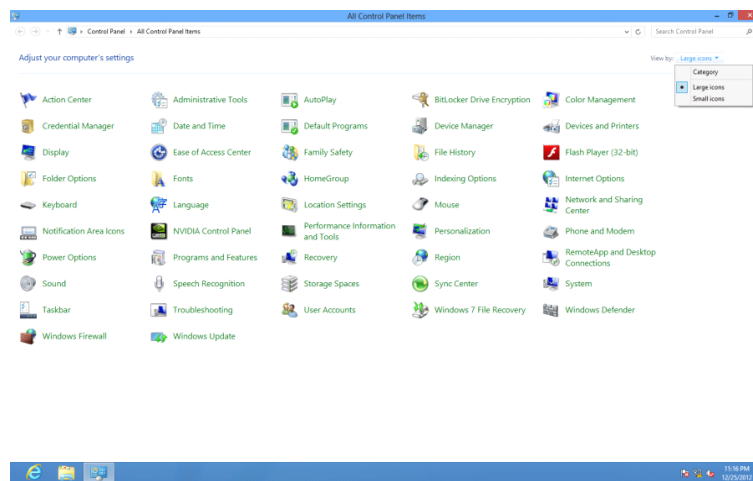 All Control Panel Items
Control Panel All Control Panel Items Search Control Panel
Adjust your computer's settings View by: Large icons
Category
Large icons
Small icons
Action Center Administrative Tools AutoPlay BitLocker Drive Encryption Color Management
Credential Manager Date and Time Default Programs Device Manager Devices and Printers
Display Ease of Access Center Family Safety File History Flash Player (32-bit)
Folder Options Fonts HomeGroup Indexing Options Internet Options
Keyboard Language Location Settings Mouse Network and Sharing
Center
Notification Area Icons NVIDIA Control Panel Performance Information
and Tools Personalization Phone and Modem
Power Options Programs and Features Recovery Region RemoteApp and Desktop
Connections
Sound Speech Recognition Storage Spaces Sync Center System
Taskbar Troubleshooting User Accounts Windows 7 File Recovery Windows Defender
Windows Firewall Windows Update
11:16 PM
12/25/2012